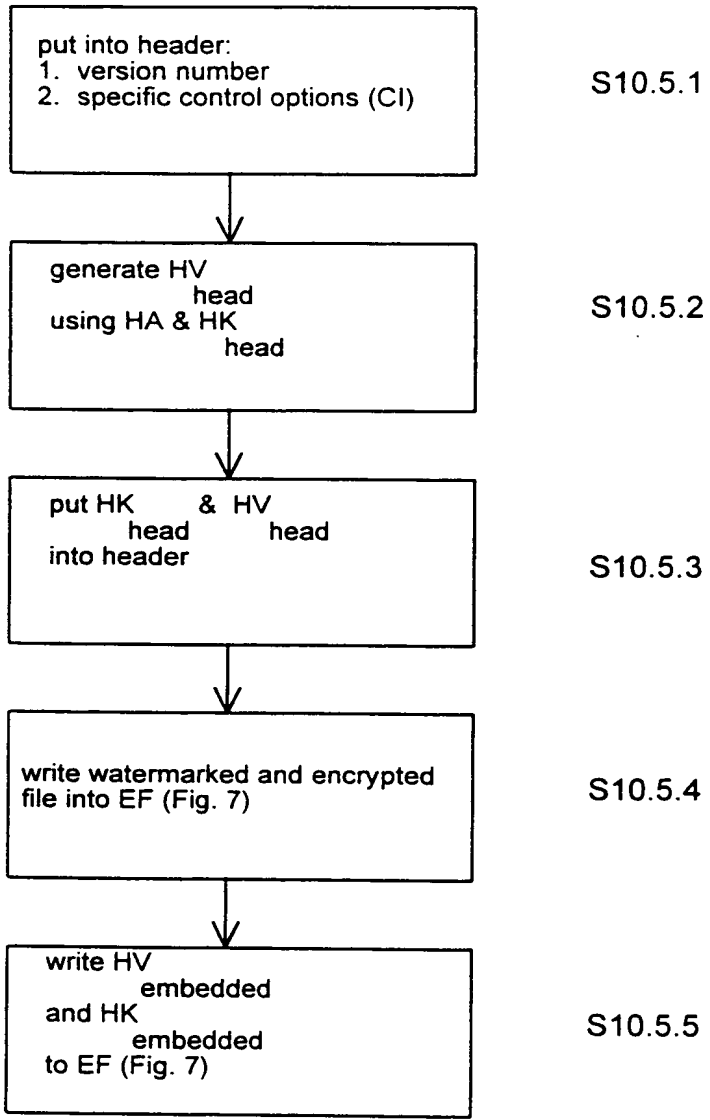 put into header:
1. version number
2. specific control options (CI)
S10.5.1
generate HV
head
using HA & HK
head
S10.5.2
put HK & HV
head head
into header
S10.5.3
write watermarked and encrypted
file into EF (Fig. 7)
S10.5.4
write HV
embedded
and HK
embedded
to EF (Fig. 7)
S10.5.5